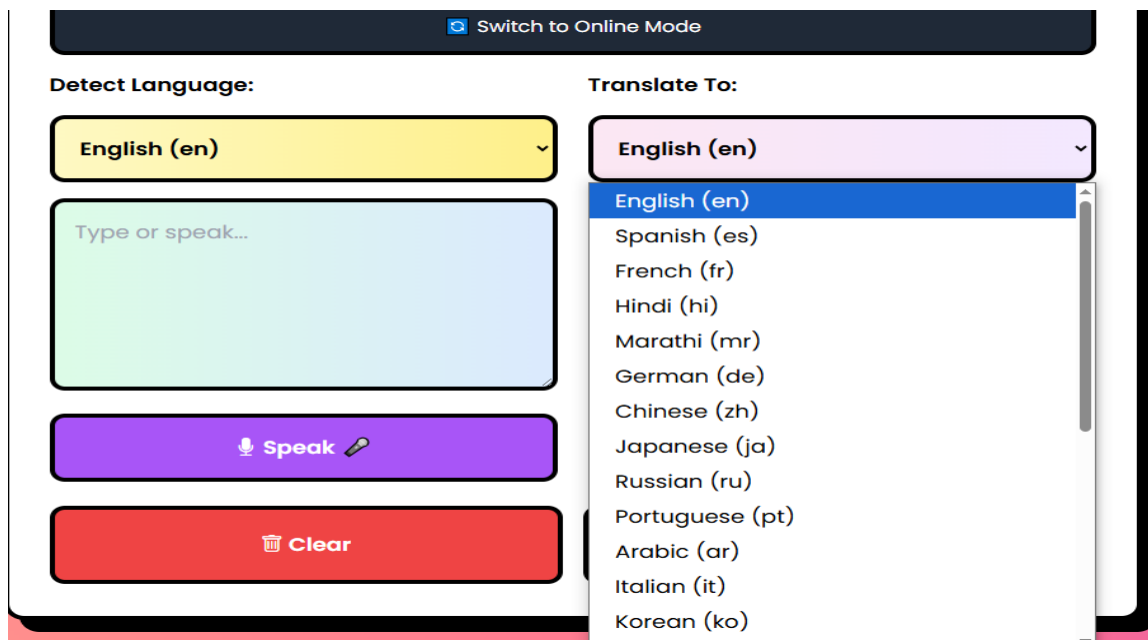 Switch to Online Mode
Detect Language:
Translate To:
English (en)
English (en)
Type or speak...
Speak
Clear
English (en)
Spanish (es)
French (fr)
Hindi (hi)
Marathi (mr)
German (de)
Chinese (zh)
Japanese (ja)
Russian (ru)
Portuguese (pt)
Arabic (ar)
Italian (it)
Korean (ko)